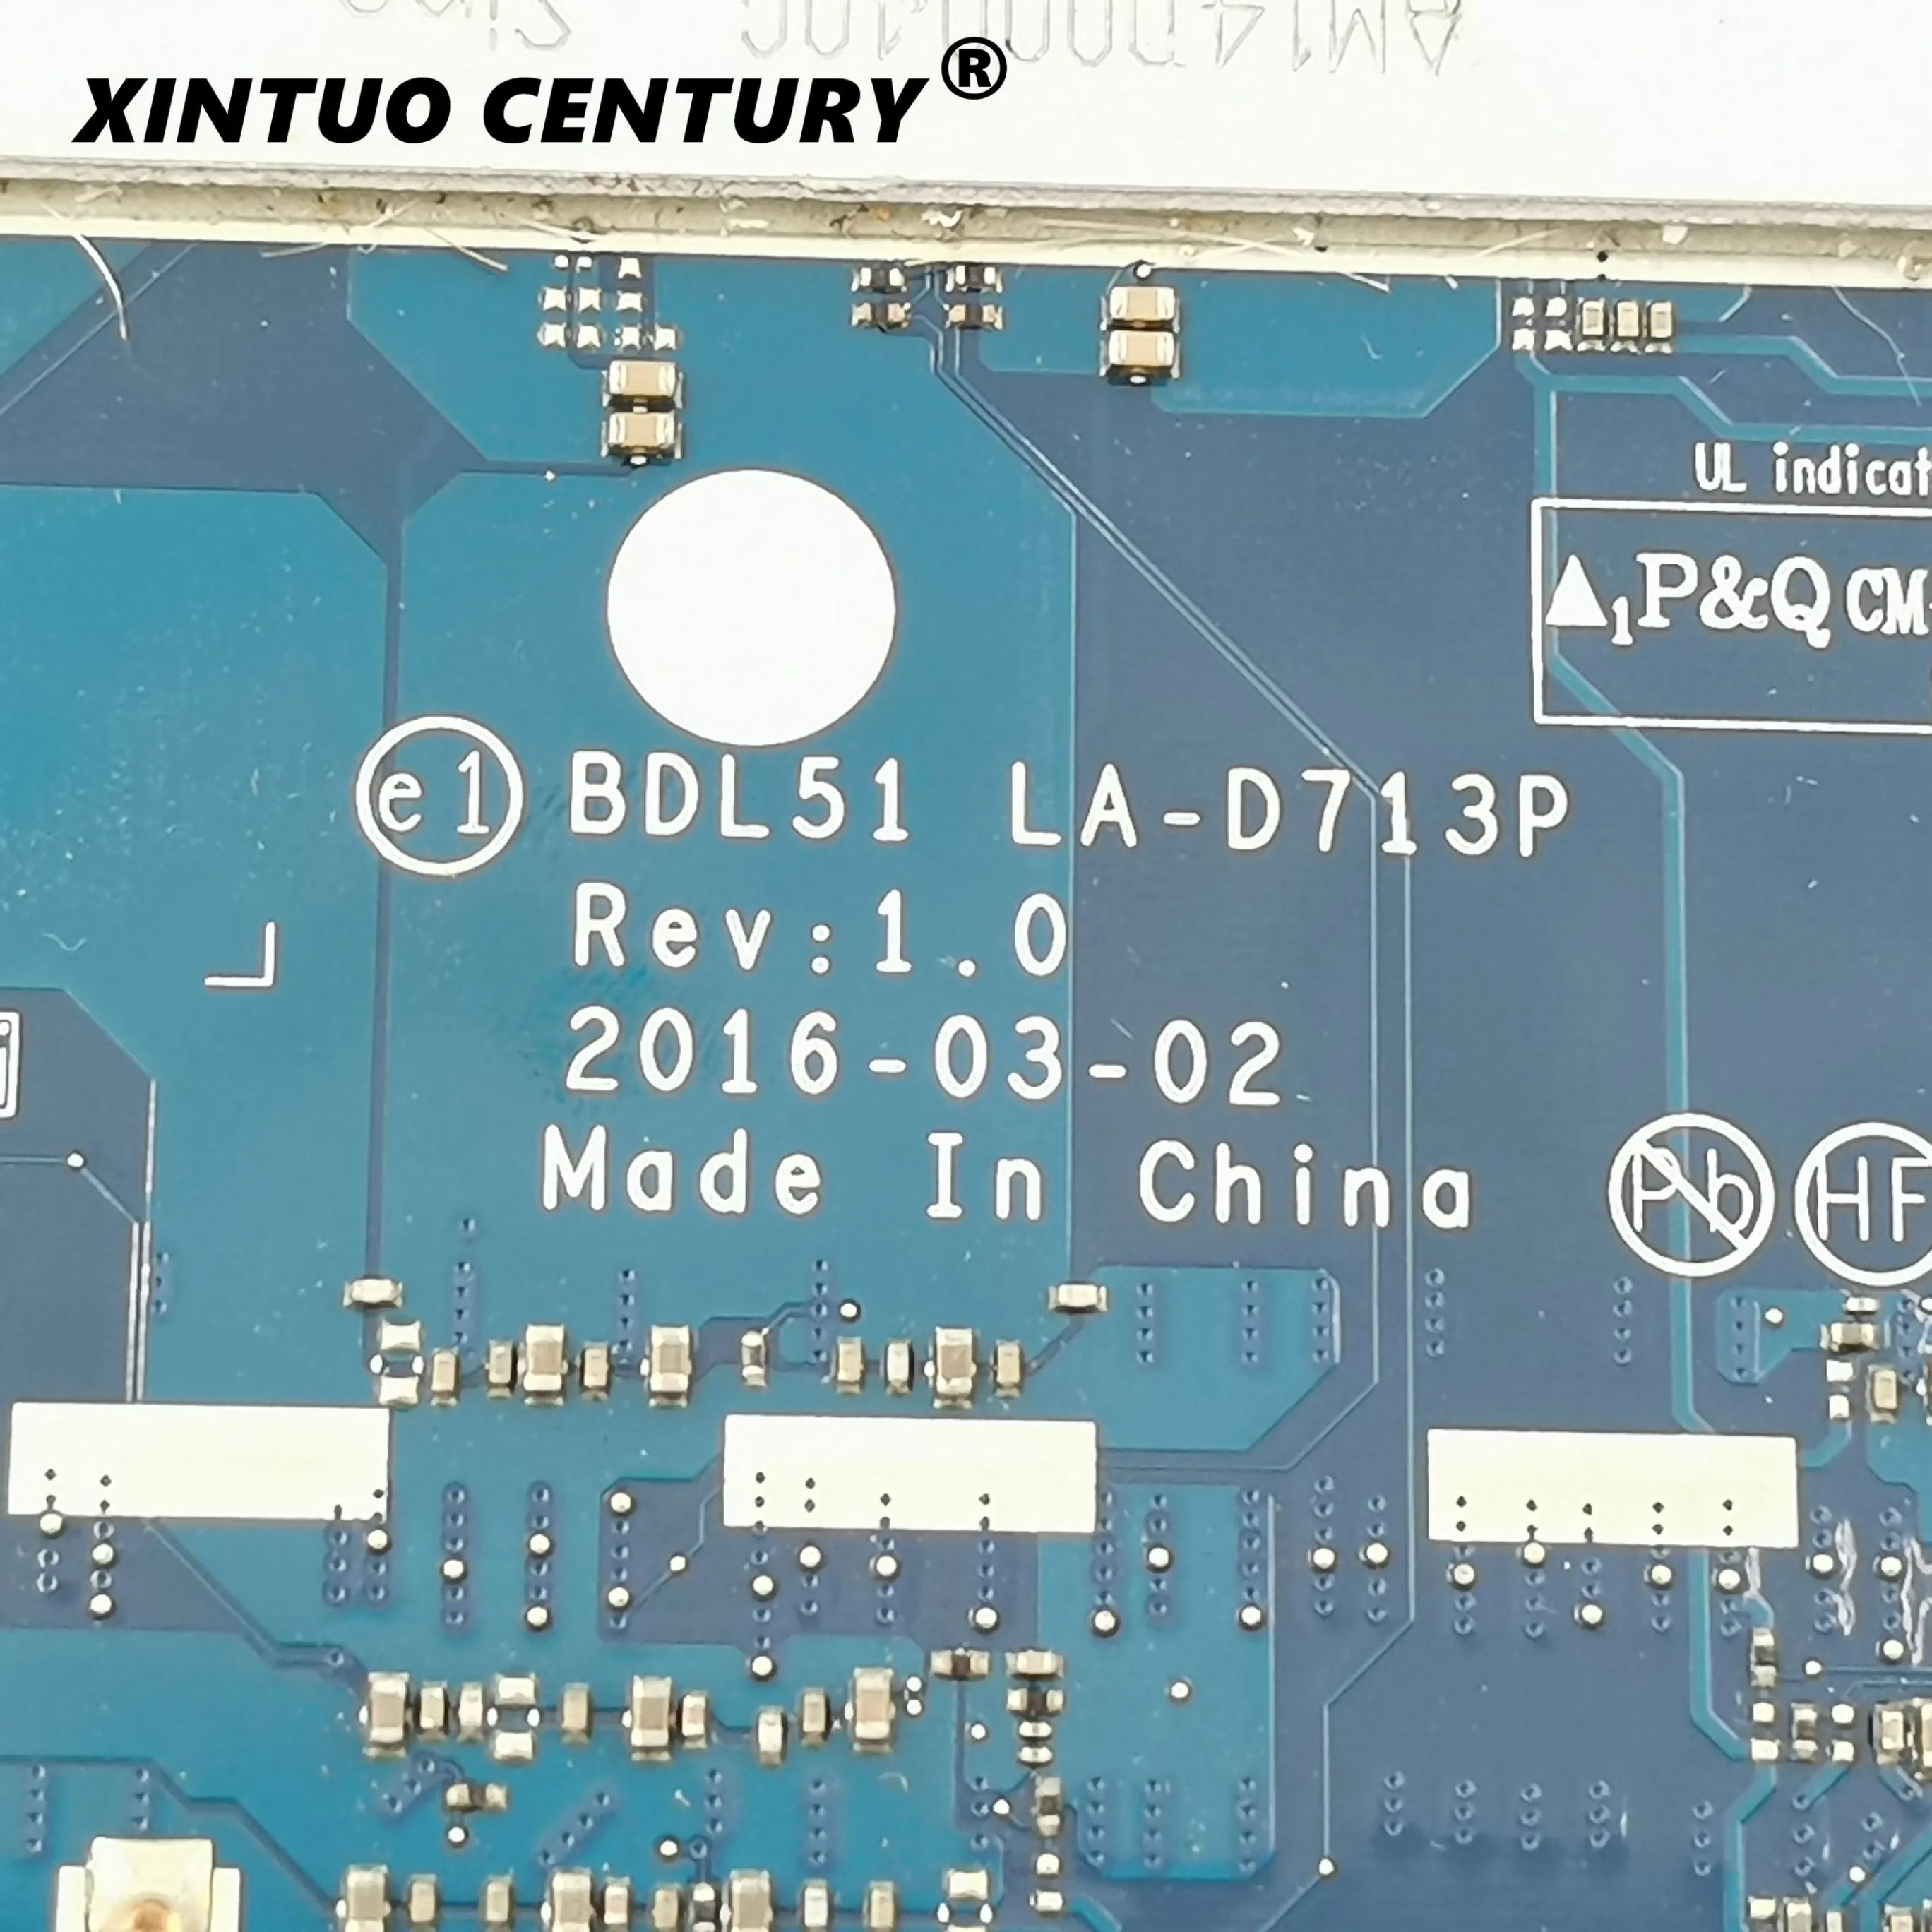 XINTUO CENTURY®
UL indicat
▲1 P&Q CM
e1 BDL51 LA-D713P
Rev:1.0
2016-03-02
Made In China
Pb HF